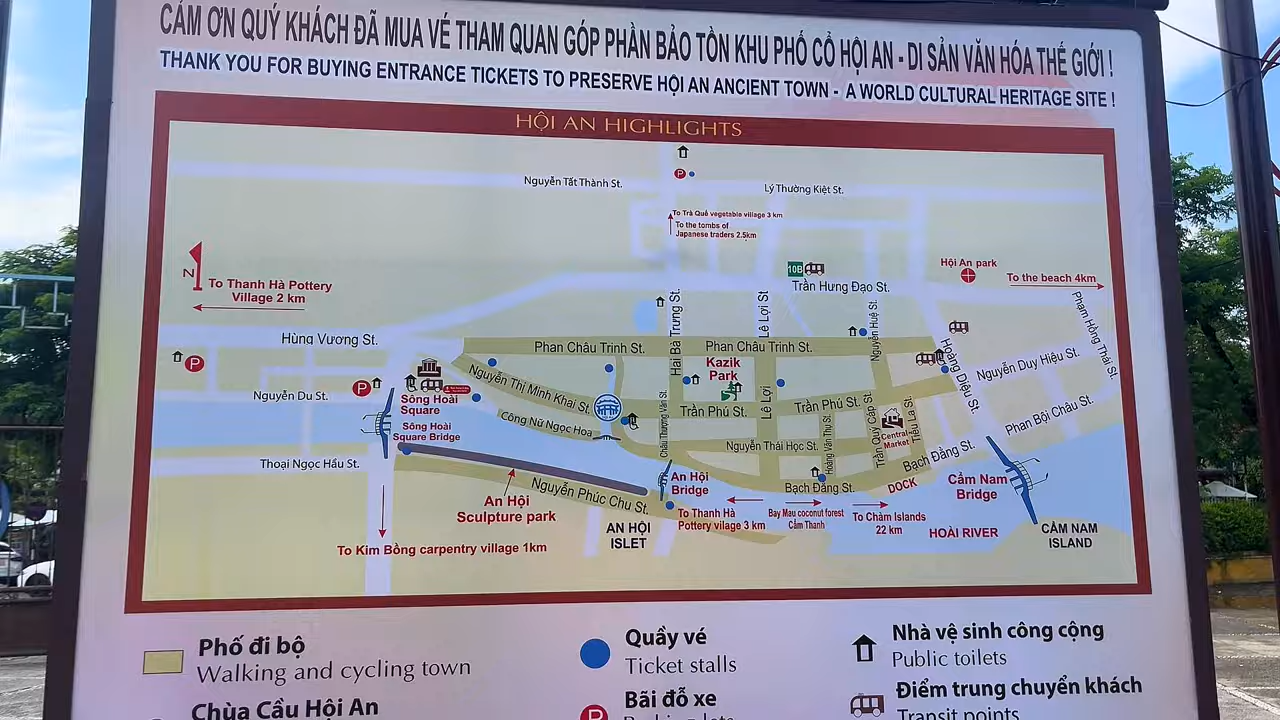 CÁM ƠN QUÝ KHÁCH ĐÃ MUA VÉ THAM QUAN GÓP PHẦN BẢO TỒN KHU PHỐ CỔ HỘI AN - DI SẢN VĂN HÓA THẾ GIỚI !
THANK YOU FOR BUYING ENTRANCE TICKETS TO PRESERVE HỘI AN ANCIENT TOWN - A WORLD CULTURAL HERITAGE SITE !
HỘI AN HIGHLIGHTS
P
Nguyễn Tất Thành St.
Lý Thường Kiệt St.
To Trà Quế vegetable village 3 km
To the tombs of
Japanese traders 2.5km
N
To Thanh Hà Pottery
Village 2 km
10B
Trần Hưng Đạo St.
Hội An park
To the beach 4km
Phạm Hồng Thái St.
Hùng Vương St.
Hai Bà Trưng St.
Lê Lợi St
Nguyễn Huệ St.
Hoàng Diệu St.
Phan Châu Trinh St.
Phan Châu Trinh St.
Nguyễn Duy Hiệu St.
P
P
Nguyễn Du St.
Sông Hoài
Square
Sông Hoài
Square Bridge
Nguyễn Thị Minh Khai St.
Công Nữ Ngọc Hoa
Kazik
Park
Châu Thượng Văn St.
Trần Phú St.
Lê Lợi
Trần Phú St.
Hoàng Văn Thụ St.
Trần Quý Cáp St.
Central
Market
Tiểu La St.
Phan Bội Châu St.
Nguyễn Thái Học St.
Bạch Đằng St.
Thoại Ngọc Hầu St.
An Hội
Sculpture park
Nguyễn Phúc Chu St.
An Hội
Bridge
Bạch Đằng St.
DOCK
Cầm Nam
Bridge
AN HỘI
ISLET
To Thanh Hà
Pottery village 3 km
Bay Mau coconut forest
Cẩm Thanh
To Chàm Islands
22 km
HOÀI RIVER
CẦM NAM
ISLAND
To Kim Bồng carpentry village 1km
Phố đi bộ
Walking and cycling town
Chùa Cầu Hội An
Quầy vé
Ticket stalls
P
Bãi đỗ xe
Parking lots
Nhà vệ sinh công cộng
Public toilets
Điểm trung chuyển khách
Transit points